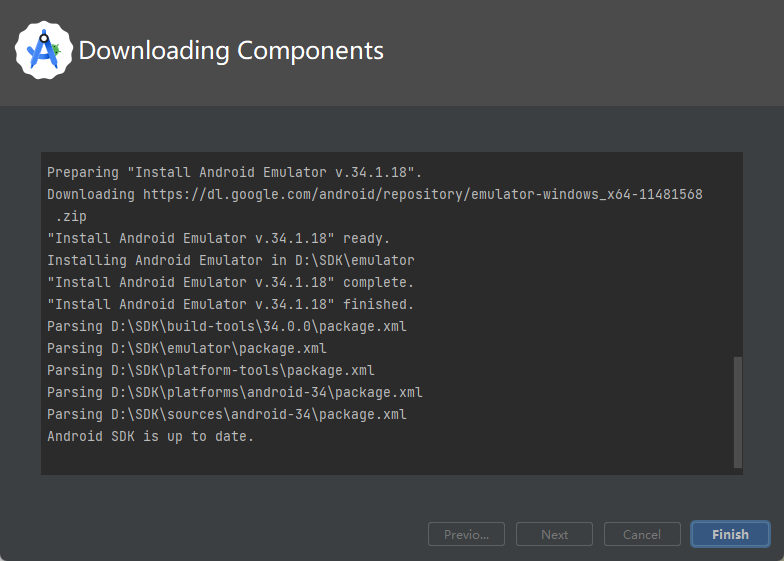 Downloading Components
Preparing "Install Android Emulator v.34.1.18".
Downloading https://dl.google.com/android/repository/emulator-windows_x64-11481568
.zip
"Install Android Emulator v.34.1.18" ready.
Installing Android Emulator in D:\SDK\emulator
"Install Android Emulator v.34.1.18" complete.
"Install Android Emulator v.34.1.18" finished.
Parsing D:\SDK\build-tools\34.0.0\package.xml
Parsing D:\SDK\emulator\package.xml
Parsing D:\SDK\platform-tools\package.xml
Parsing D:\SDK\platforms\android-34\package.xml
Parsing D:\SDK\sources\android-34\package.xml
Android SDK is up to date.
Previo... Next Cancel Finish